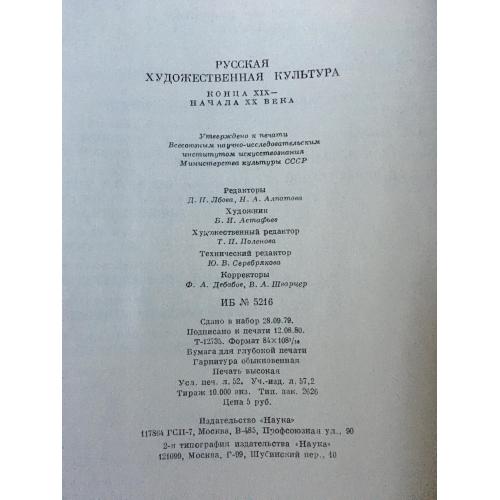 РУССКАЯ
ХУДОЖЕСТВЕННАЯ КУЛЬТУРА
КОНЦА XIX—
НАЧАЛА XX ВЕКА
Утверждено к печати
Всесоюзным научно-исследовательским
институтом искусствознания
Министерства культуры СССР
Редакторы
Д. П. Лбова, Н. А. Алпатова
Художник
Б. И. Астафьев
Художественный редактор
Т. П. Поленова
Технический редактор
Ю. В. Серебрякова
Корректоры
Ф. А. Дебабов, В. А. Шварцер
ИБ № 5216
Сдано в набор 28.09.79.
Подписано к печати 12.08.80.
Т-12735. Формат 84×108¹/₁₆
Бумага для глубокой печати
Гарнитура обыкновенная
Печать высокая
Усл. печ. л. 52. Уч.-изд. л. 57,2
Тираж 10.000 экз. Тип. зак. 2626
Цена 5 руб.
Издательство «Наука»
117864 ГСП-7, Москва, В-485, Профсоюзная ул., 90
2-я типография издательства «Наука»
121099, Москва, Г-99, Шубинский пер., 10